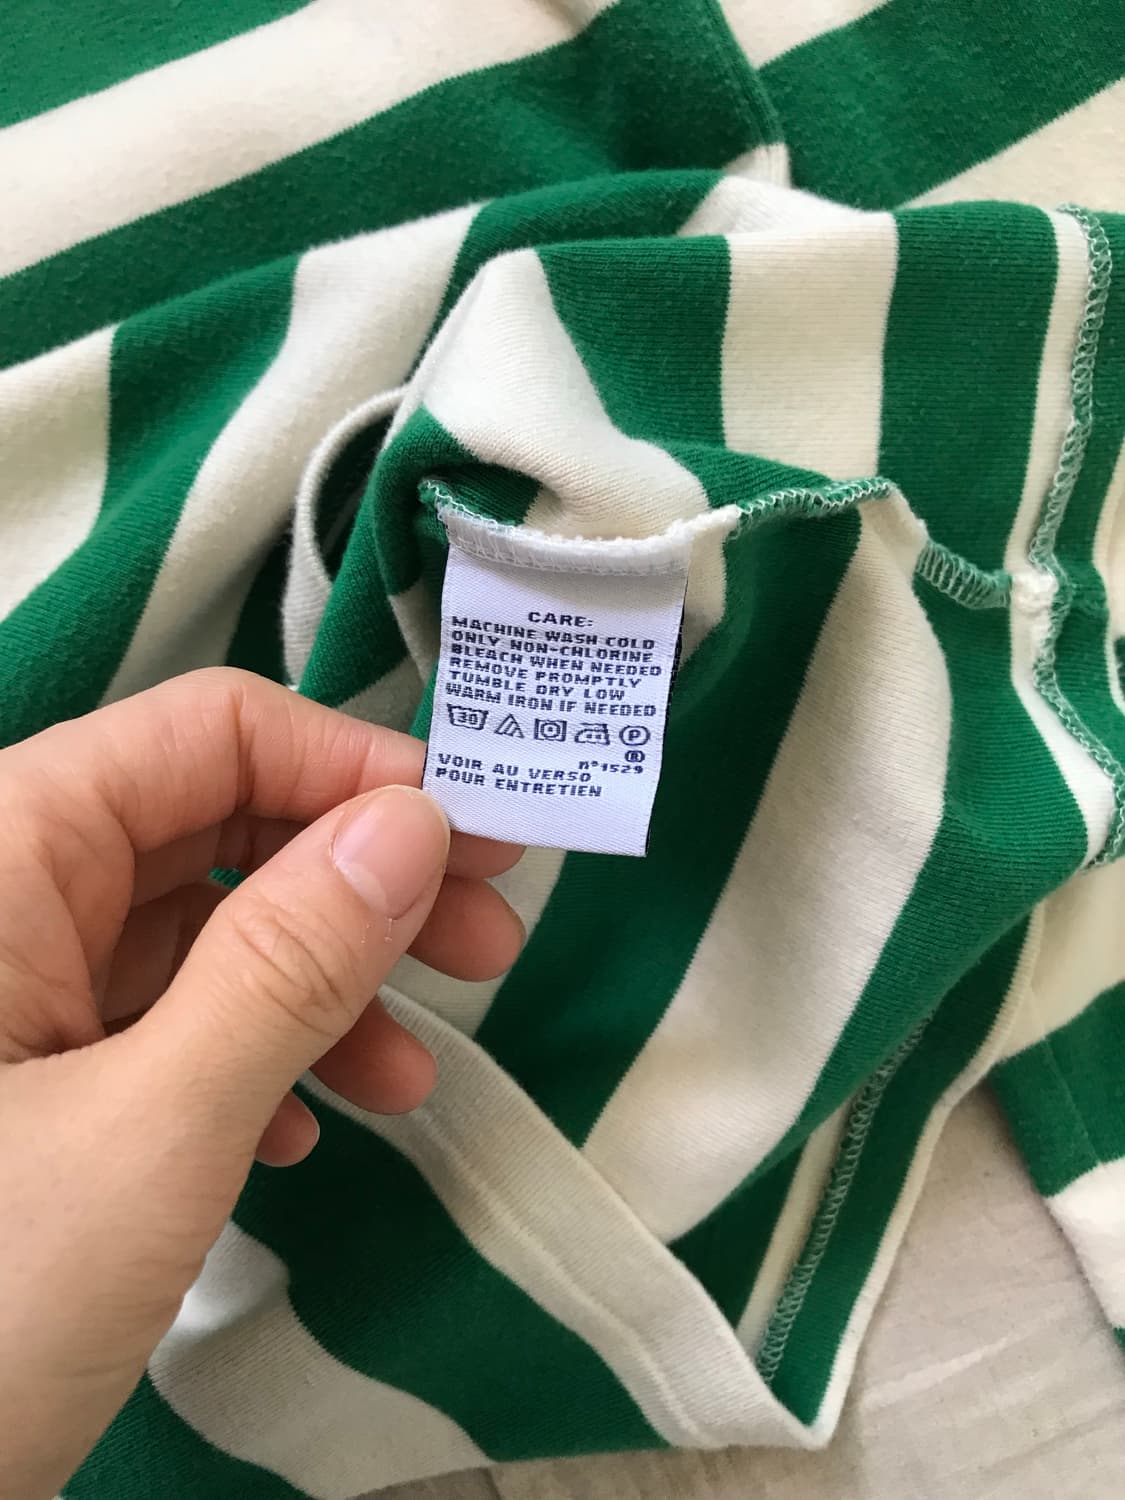 CARE:
MACHINE WASH COLD
ONLY NON-CHLORINE
BLEACH WHEN NEEDED
REMOVE PROMPTLY
TUMBLE DRY LOW
WARM IRON IF NEEDED
30 P
®
n°1529
VOIR AU VERSO
POUR ENTRETIEN